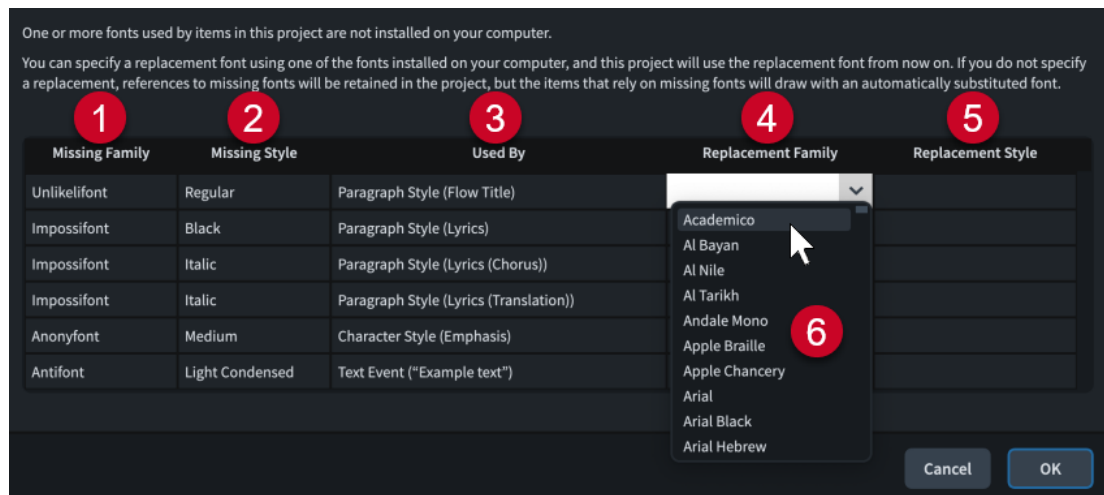 One or more fonts used by items in this project are not installed on your computer.
You can specify a replacement font using one of the fonts installed on your computer, and this project will use the replacement font from now on. If you do not specify
a replacement, references to missing fonts will be retained in the project, but the items that rely on missing fonts will draw with an automatically substituted font.
1 2 3 4 5
Missing Family Missing Style Used By Replacement Family Replacement Style
Unlikelifont Regular Paragraph Style (Flow Title)
Impossifont Black Paragraph Style (Lyrics)
Impossifont Italic Paragraph Style (Lyrics (Chorus))
Impossifont Italic Paragraph Style (Lyrics (Translation))
Anonyfont Medium Character Style (Emphasis)
Antifont Light Condensed Text Event (“Example text”)
Academico
Al Bayan
Al Nile
Al Tarikh
Andale Mono
6
Apple Braille
Apple Chancery
Arial
Arial Black
Arial Hebrew
Cancel OK